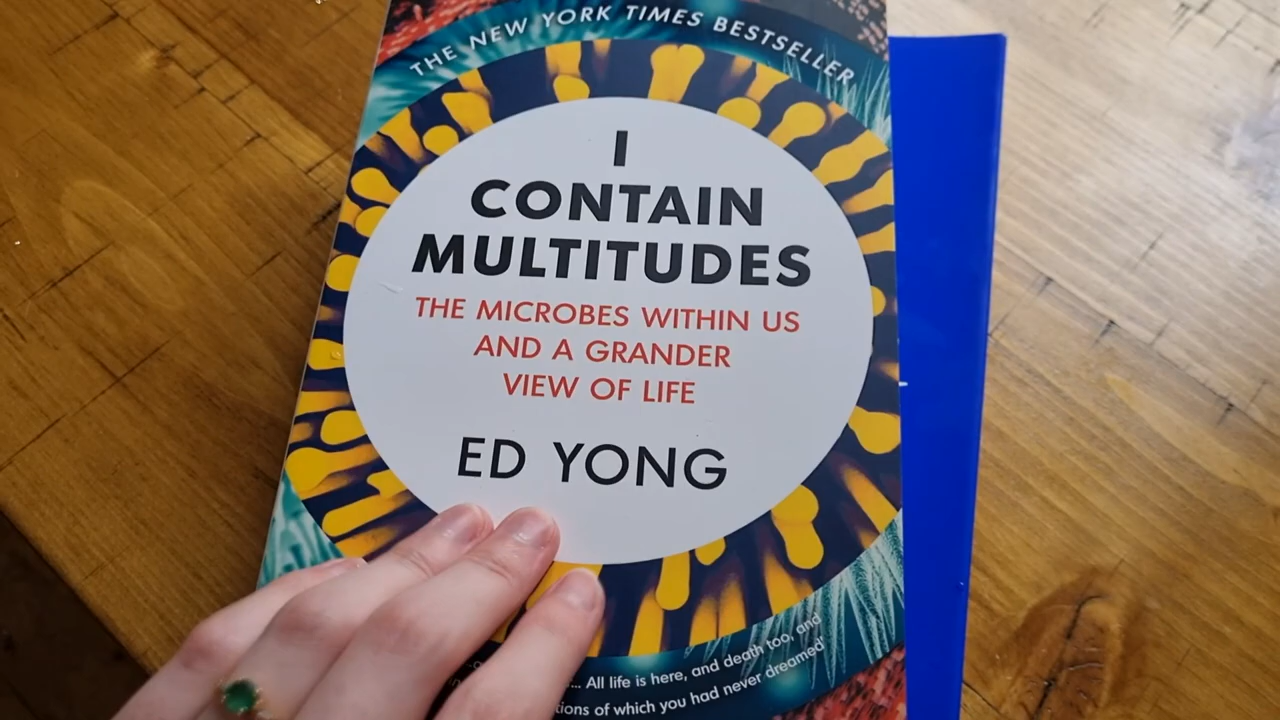 THE NEW YORK TIMES BESTSELLER
I
CONTAIN
MULTITUDES
THE MICROBES WITHIN US
AND A GRANDER
VIEW OF LIFE
ED YONG
... All life is here, and death too, and
of which you had never dreamed'